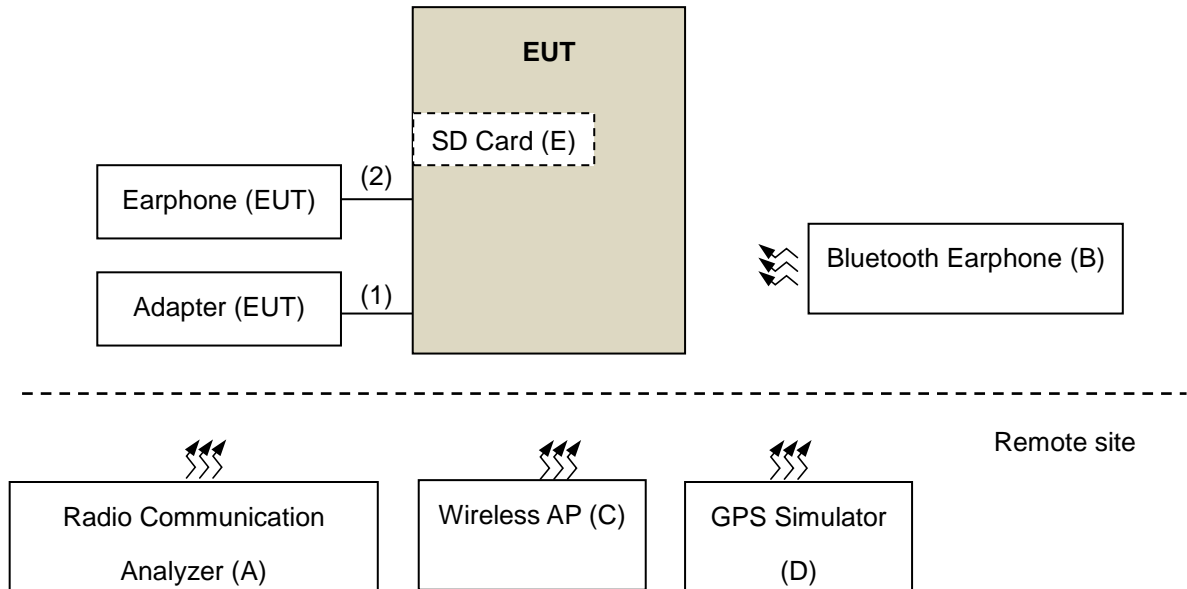 EUT
SD Card (E)
(2)
Earphone (EUT)
Bluetooth Earphone (B)
(1)
Adapter (EUT)
Remote site
Radio Communication
Analyzer (A)
Wireless AP (C)
GPS Simulator
(D)